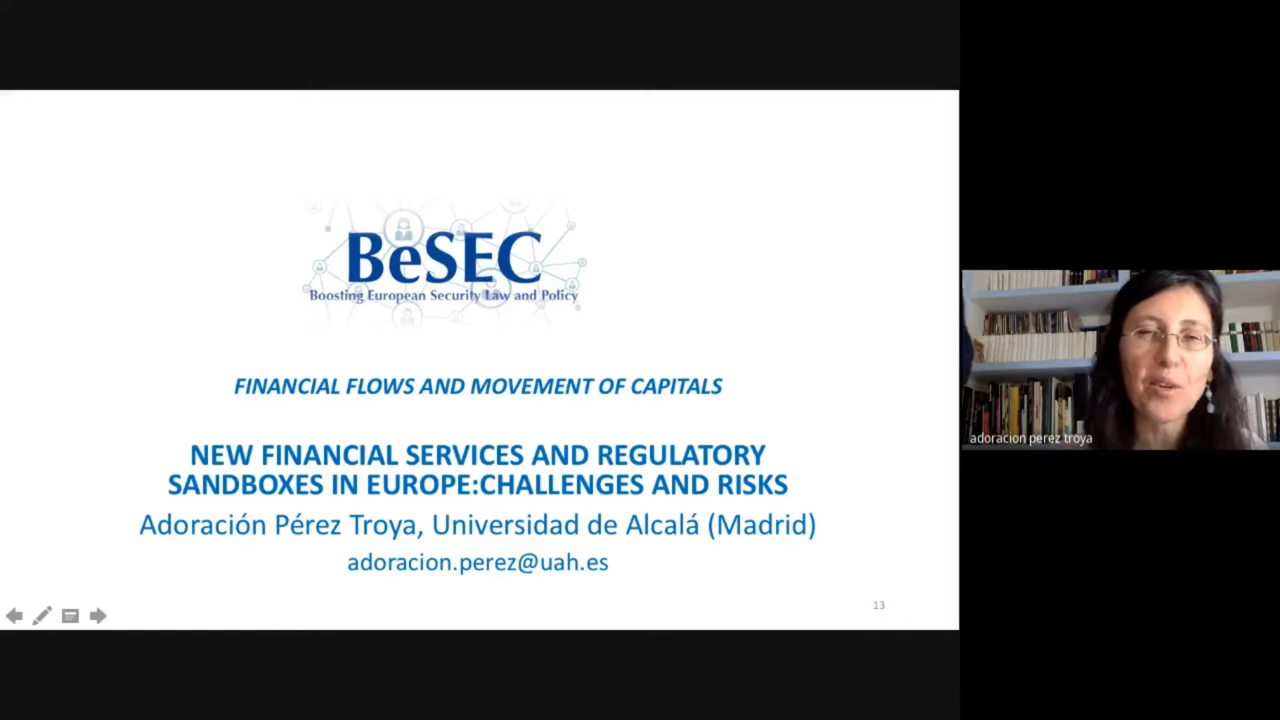 BeSEC
Boosting European Security Law and Policy
FINANCIAL FLOWS AND MOVEMENT OF CAPITALS
NEW FINANCIAL SERVICES AND REGULATORY
SANDBOXES IN EUROPE:CHALLENGES AND RISKS
Adoración Pérez Troya, Universidad de Alcalá (Madrid)
adoracion.perez@uah.es
13
adoracion perez troya